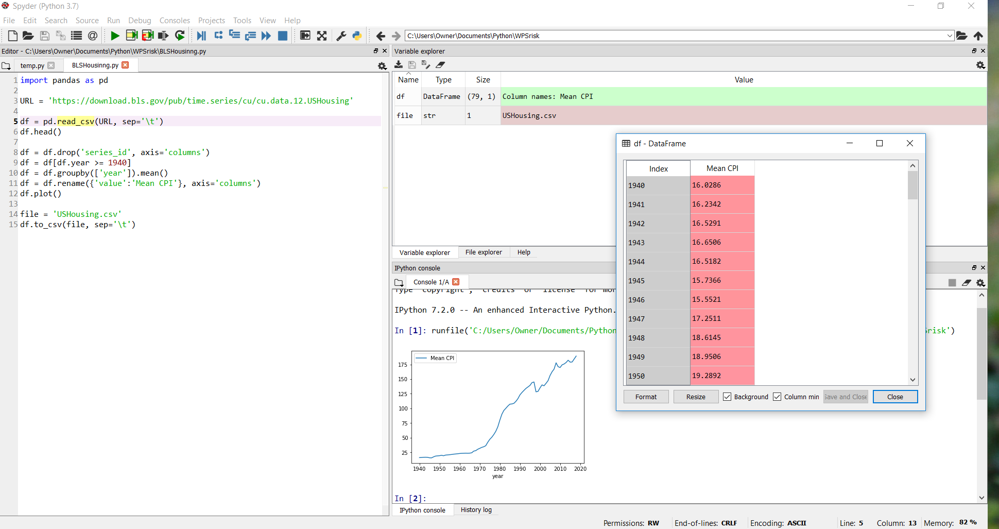 Spyder (Python 3.7)
File Edit Search Source Run Debug Consoles Projects Tools View Help
C:\Users\Owner\Documents\Python\WPSrisk
Editor - C:\Users\Owner\Documents\Python\WPSrisk\BLSHousinng.py
temp.py BLSHousinng.py
1 import pandas as pd
2
3 URL = 'https://download.bls.gov/pub/time.series/cu/cu.data.12.USHousing'
4
5 df = pd.read_csv(URL, sep='\t')
6 df.head()
7
8 df = df.drop('series_id', axis='columns')
9 df = df[df.year >= 1940]
10 df = df.groupby(['year']).mean()
11 df = df.rename({'value':'Mean CPI'}, axis='columns')
12 df.plot()
13
14 file = 'USHousing.csv'
15 df.to_csv(file, sep='\t')
Variable explorer
Name Type Size Value
df DataFrame (79, 1) Column names: Mean CPI
file str 1 USHousing.csv
df - DataFrame
Index Mean CPI
1940 16.0286
1941 16.2342
1942 16.5291
1943 16.6506
1944 16.5182
1945 15.7366
1946 15.5521
1947 17.2511
1948 18.6145
1949 18.9506
1950 19.2892
Format Resize Background Column min Save and Close Close
Variable explorer File explorer Help
IPython console
Console 1/A
Type "copyright", "credits" or "license" for mor
IPython 7.2.0 -- An enhanced Interactive Python.
In [1]: runfile('C:/Users/Owner/Documents/Python Srisk')
Mean CPI
175
150
125
100
75
50
25
1940 1950 1960 1970 1980 1990 2000 2010 2020
year
In [2]:
IPython console History log
Permissions: RW End-of-lines: CRLF Encoding: ASCII Line: 5 Column: 13 Memory: 82 %